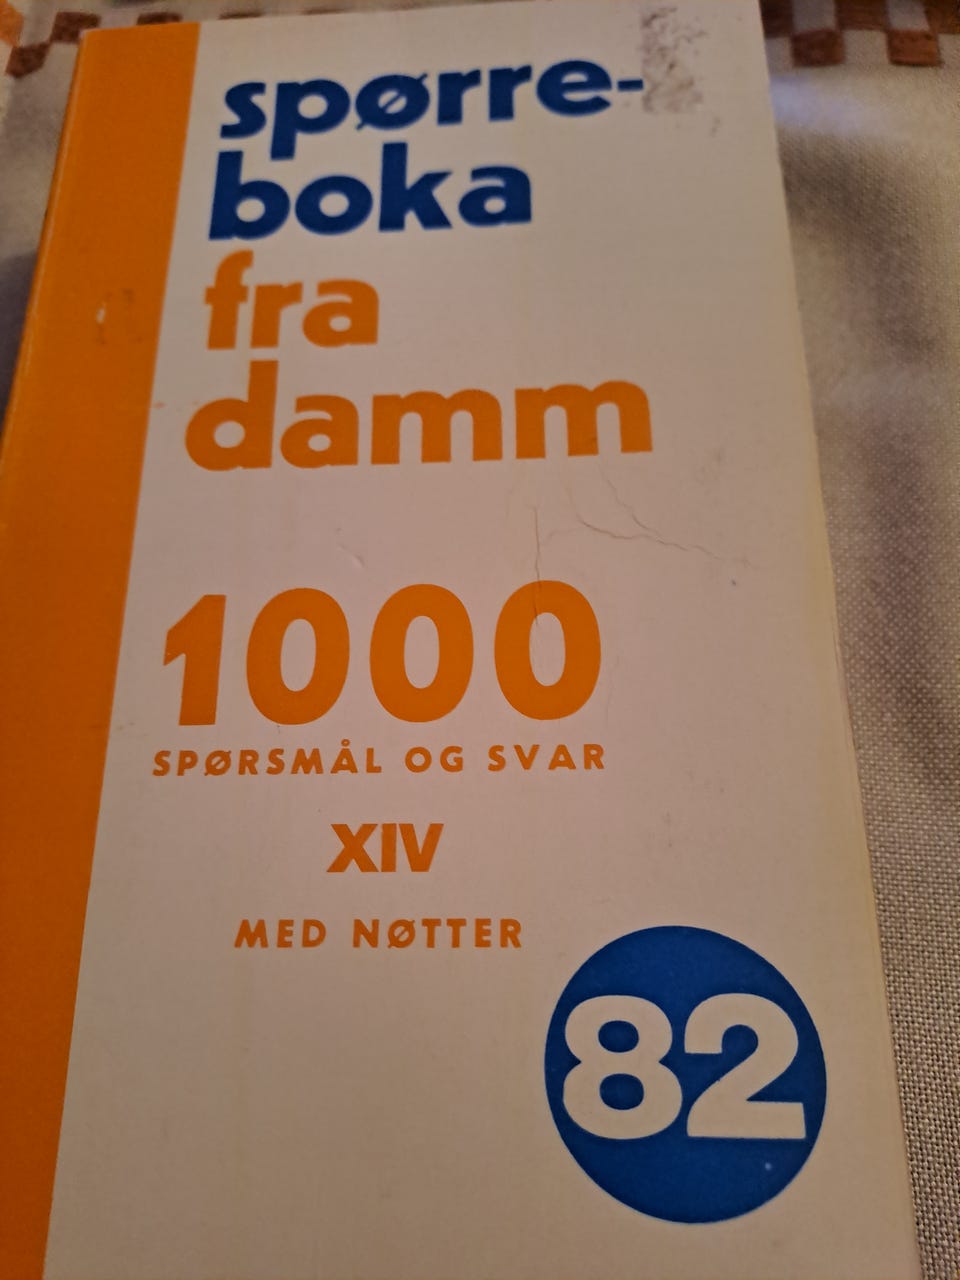 spørre-
boka
fra
damm
1000
SPØRSMÅL OG SVAR
XIV
MED NØTTER
82